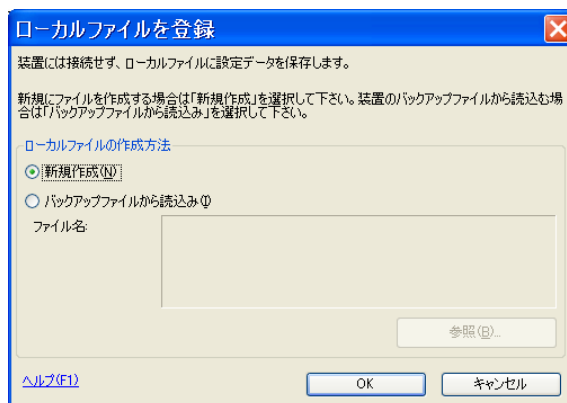 ローカルファイルを登録
装置には接続せず、ローカルファイルに設定データを保存します。
新規にファイルを作成する場合は「新規作成」を選択して下さい。装置のバックアップファイルから読込む場
合は「バックアップファイルから読込み」を選択して下さい。
ローカルファイルの作成方法
新規作成(N)
バックアップファイルから読込み(I)
ファイル名:
参照(B)...
ヘルプ(F1)
OK
キャンセル